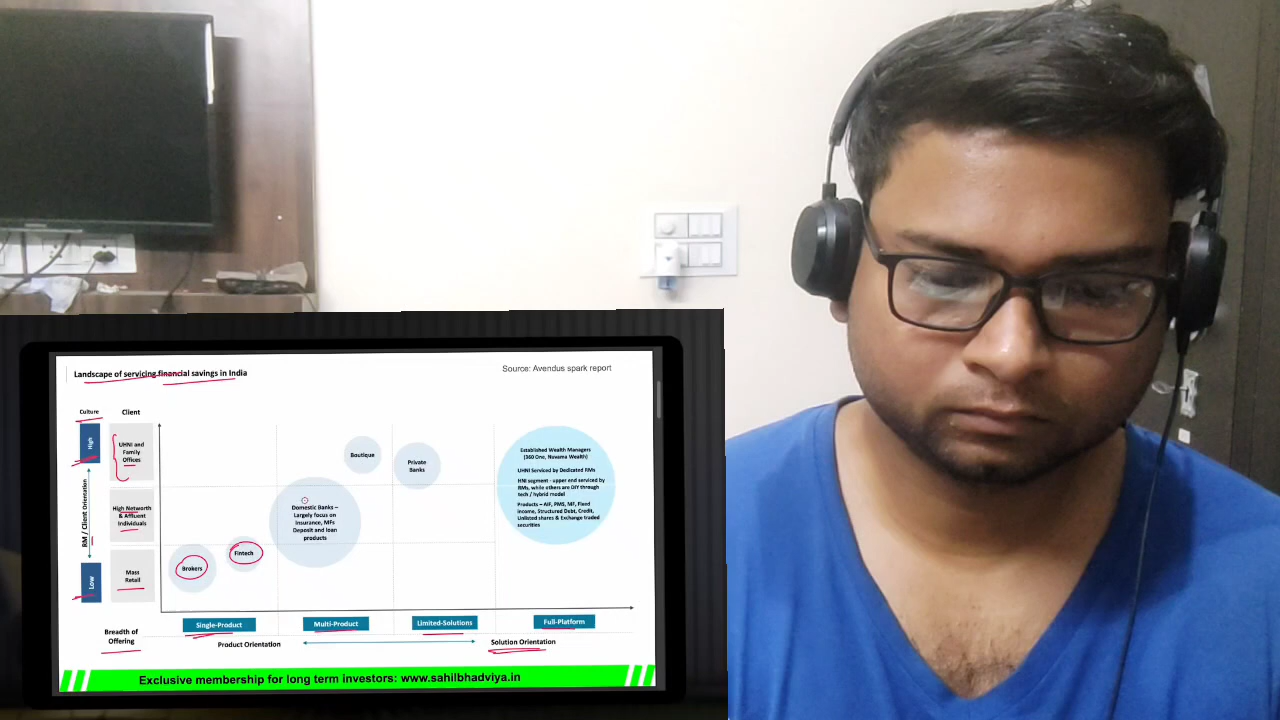 Landscape of servicing financial savings in India
Source: Avendus spark report
Culture
Client
High
UHNI and
Family
Offices
RM / Client orientation
High Networth
& Affluent
Individuals
Low
Mass
Retail
Boutique
Private
Banks
Domestic Banks –
Largely focus on
Insurance, MFs
Deposit and loan
products
Brokers
Fintech
Established Wealth Managers
(360 One, Nuvama Wealth)
UHNI Serviced by Dedicated RMs
HNI segment - upper end serviced by
RMs, while others are DIY through
tech / hybrid model
Products – AIF, PMS, MF, Fixed
income, Structured Debt, Credit,
Unlisted shares & Exchange traded
securities
Breadth of
Offering
Single-Product
Multi-Product
Limited-Solutions
Full-Platform
Product Orientation
Solution Orientation
Exclusive membership for long term investors: www.sahilbhadviya.in